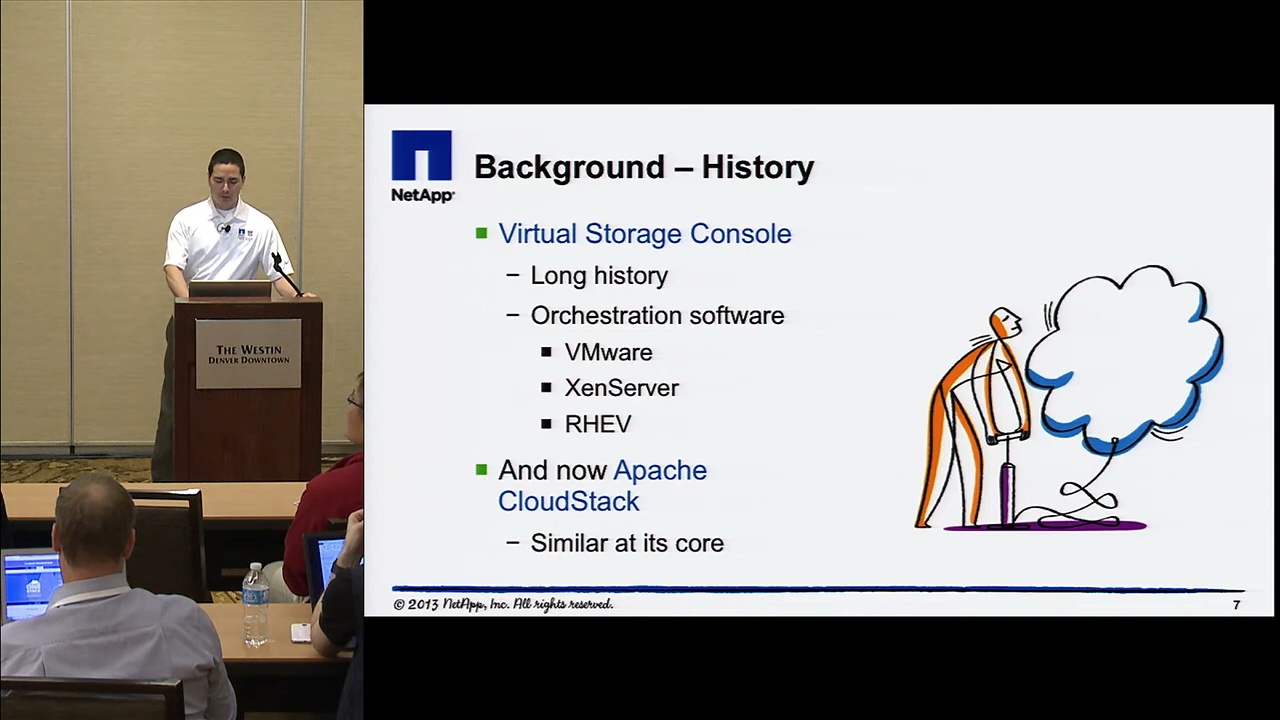 THE WESTIN
DENVER DOWNTOWN
NetApp
Background – History
■ Virtual Storage Console
– Long history
– Orchestration software
■ VMware
■ XenServer
■ RHEV
■ And now Apache
CloudStack
– Similar at its core
© 2013 NetApp, Inc. All rights reserved.
7